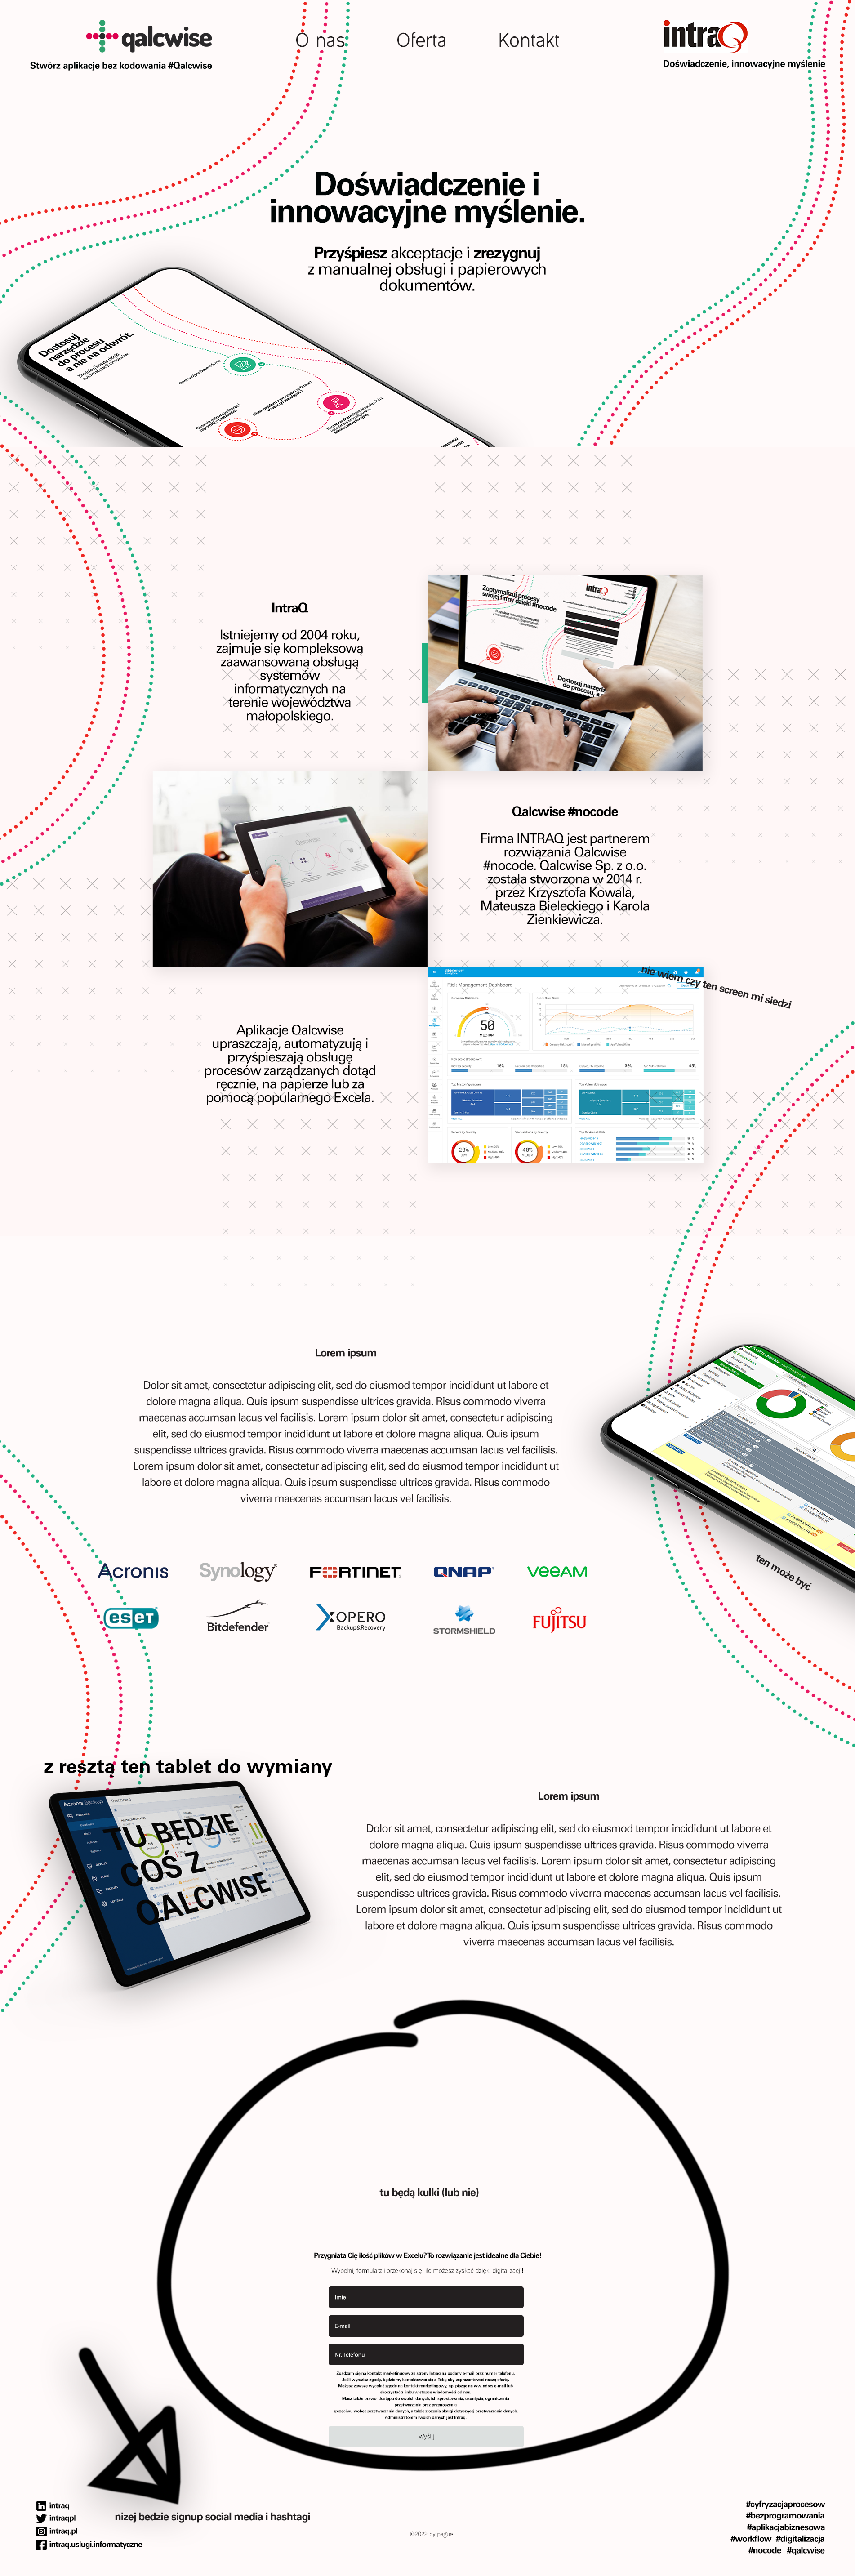 qalcwise
Stwórz aplikacje bez kodowania #Qalcwise
O nas
Oferta
Kontakt
intraQ
Doświadczenie, innowacyjne myślenie
Doświadczenie i
innowacyjne myślenie.
Przyśpiesz akceptacje i zrezygnuj
z manualnej obsługi i papierowych
dokumentów.
Dostosuj
narzędzie
do procesu
a nie na odwrót.
IntraQ
Istniejemy od 2004 roku,
zajmuje się kompleksową
zaawansowaną obsługą
systemów
informatycznych na
terenie województwa
małopolskiego.
intraQ
Zoptymalizuj procesy
swojej firmy dzięki #nocode
Qalcwise #nocode
Firma INTRAQ jest partnerem
rozwiązania Qalcwise
#nocode. Qalcwise Sp. z o.o.
została stworzona w 2014 r.
przez Krzysztofa Kowala,
Mateusza Bieleckiego i Karola
Zienkiewicza.
nie wiem czy ten screen mi siedzi
Bitdefender
Risk Management Dashboard
50
MEDIUM
20%
40%
Aplikacje Qalcwise
upraszczają, automatyzują i
przyśpieszają obsługę
procesów zarządzanych dotąd
ręcznie, na papierze lub za
pomocą popularnego Excela.
Lorem ipsum
Dolor sit amet, consectetur adipiscing elit, sed do eiusmod tempor incididunt ut labore et
dolore magna aliqua. Quis ipsum suspendisse ultrices gravida. Risus commodo viverra
maecenas accumsan lacus vel facilisis. Lorem ipsum dolor sit amet, consectetur adipiscing
elit, sed do eiusmod tempor incididunt ut labore et dolore magna aliqua. Quis ipsum
suspendisse ultrices gravida. Risus commodo viverra maecenas accumsan lacus vel facilisis.
Lorem ipsum dolor sit amet, consectetur adipiscing elit, sed do eiusmod tempor incididunt ut
labore et dolore magna aliqua. Quis ipsum suspendisse ultrices gravida. Risus commodo
viverra maecenas accumsan lacus vel facilisis.
ten może być
Acronis
Synology
FORTINET
QNAP
veeAM
eseT
Bitdefender
XOPERO
Backup&Recovery
STORMSHIELD
FUJITSU
z resztą ten tablet do wymiany
Acronis Backup
Dashboard
TU BĘDZIE
COŚ Z
QALCWISE
Lorem ipsum
Dolor sit amet, consectetur adipiscing elit, sed do eiusmod tempor incididunt ut labore et
dolore magna aliqua. Quis ipsum suspendisse ultrices gravida. Risus commodo viverra
maecenas accumsan lacus vel facilisis. Lorem ipsum dolor sit amet, consectetur adipiscing
elit, sed do eiusmod tempor incididunt ut labore et dolore magna aliqua. Quis ipsum
suspendisse ultrices gravida. Risus commodo viverra maecenas accumsan lacus vel facilisis.
Lorem ipsum dolor sit amet, consectetur adipiscing elit, sed do eiusmod tempor incididunt ut
labore et dolore magna aliqua. Quis ipsum suspendisse ultrices gravida. Risus commodo
viverra maecenas accumsan lacus vel facilisis.
tu będą kulki (lub nie)
Przygniata Cię ilość plików w Excelu? To rozwiązanie jest idealne dla Ciebie!
Wypełnij formularz i przekonaj się, ile możesz zyskać dzięki digitalizacji!
Imie
E-mail
Nr. Telefonu
Wyślij
nizej bedzie signup social media i hashtagi
intraq
intraqpl
intraq.pl
intraq.uslugi.informatyczne
©2022 by pague
#cyfryzacjaprocesow
#bezprogramowania
#aplikacjabiznesowa
#workflow #digitalizacja
#nocode #qalcwise